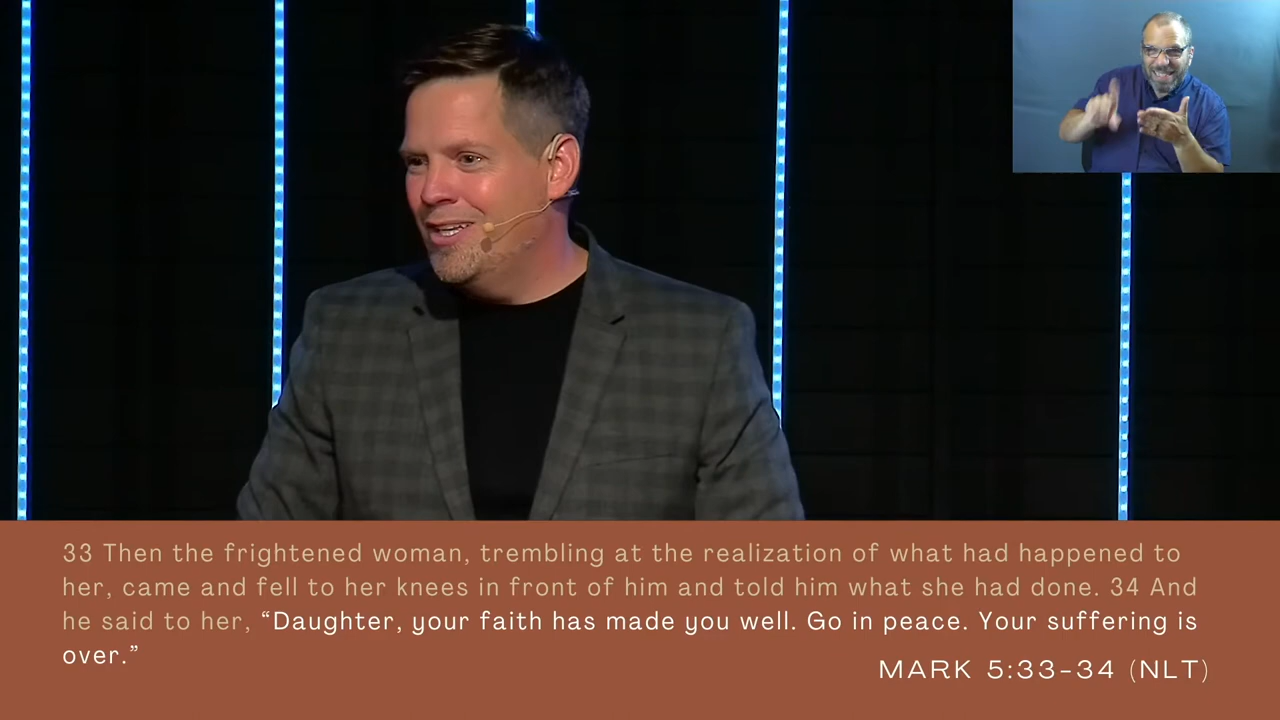 33 Then the frightened woman, trembling at the realization of what had happened to
her, came and fell to her knees in front of him and told him what she had done. 34 And
he said to her, “Daughter, your faith has made you well. Go in peace. Your suffering is
over.”
MARK 5:33-34 (NLT)